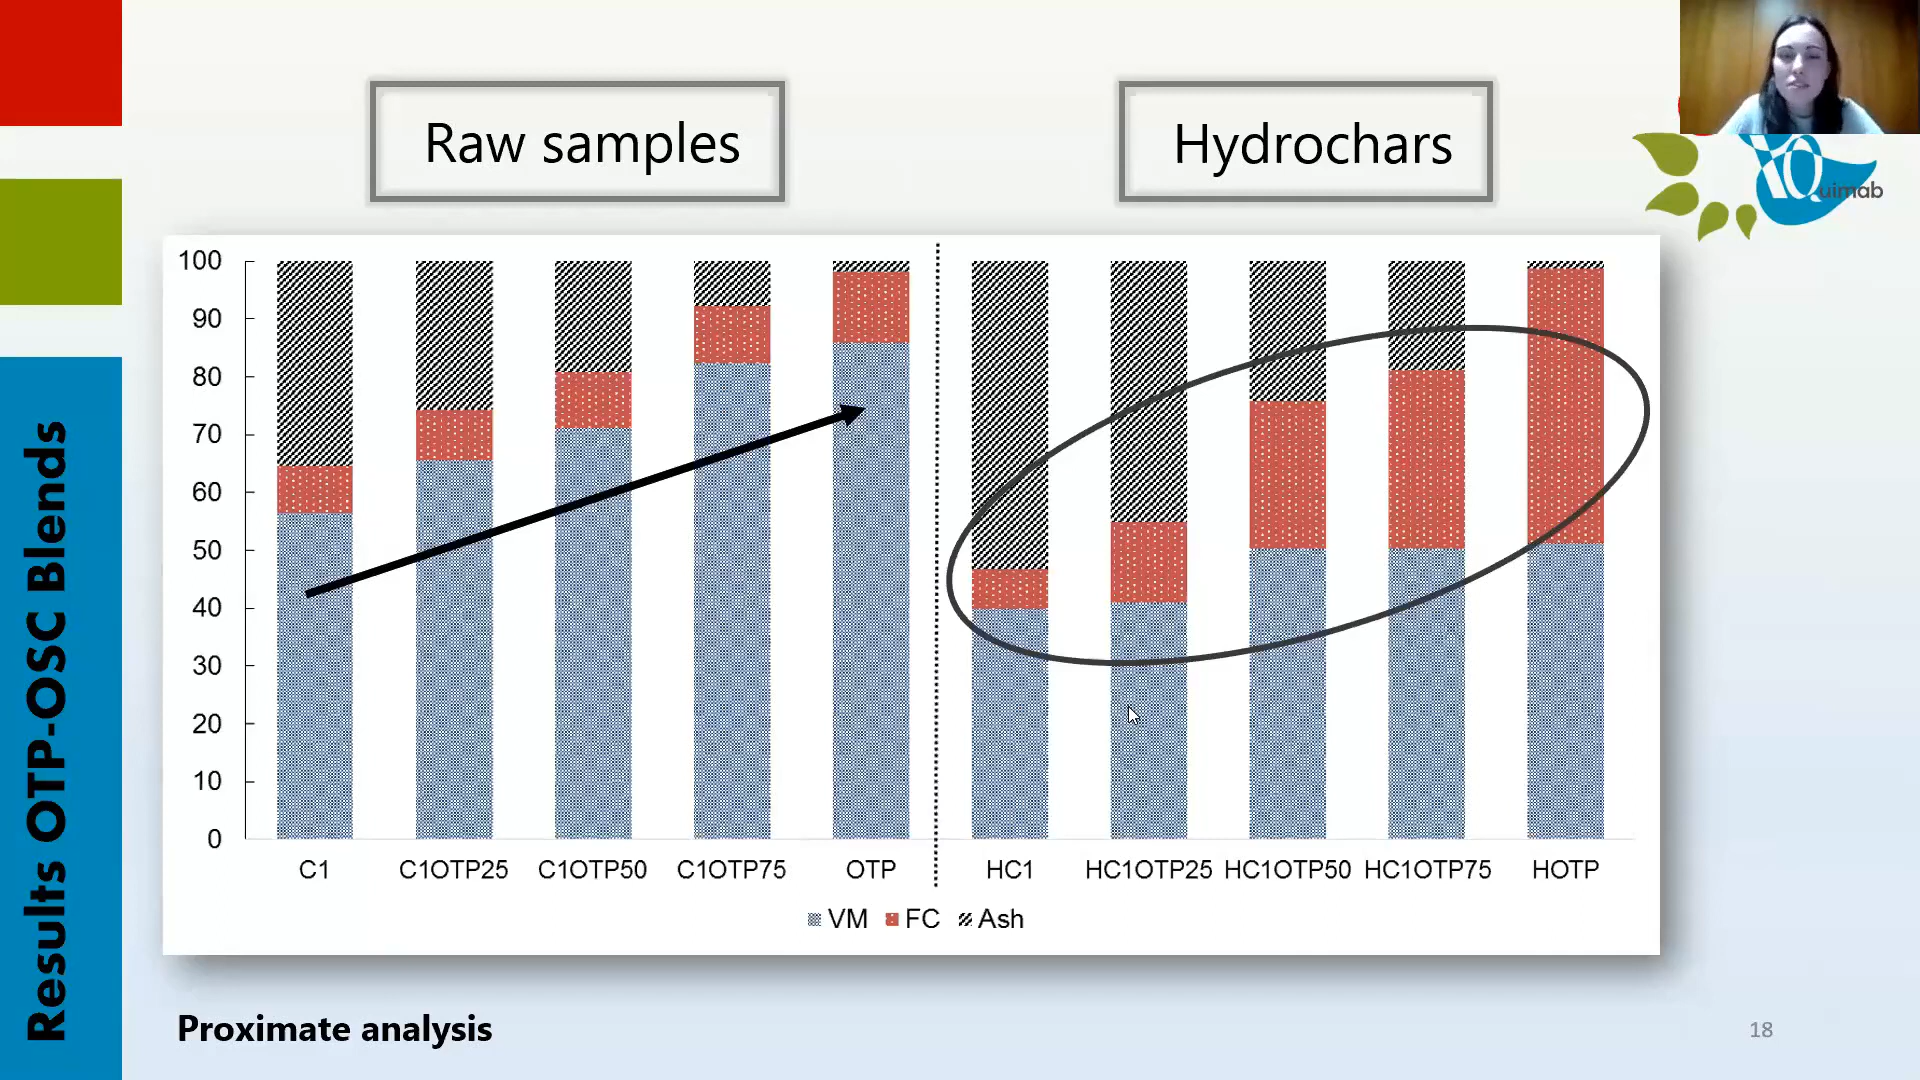 Raw samples
Hydrochars
Quimab
Results OTP-OSC Blends
100
90
80
70
60
50
40
30
20
10
0
C1 C1OTP25 C1OTP50 C1OTP75 OTP HC1 HC1OTP25 HC1OTP50 HC1OTP75 HOTP
VM FC Ash
Proximate analysis
18